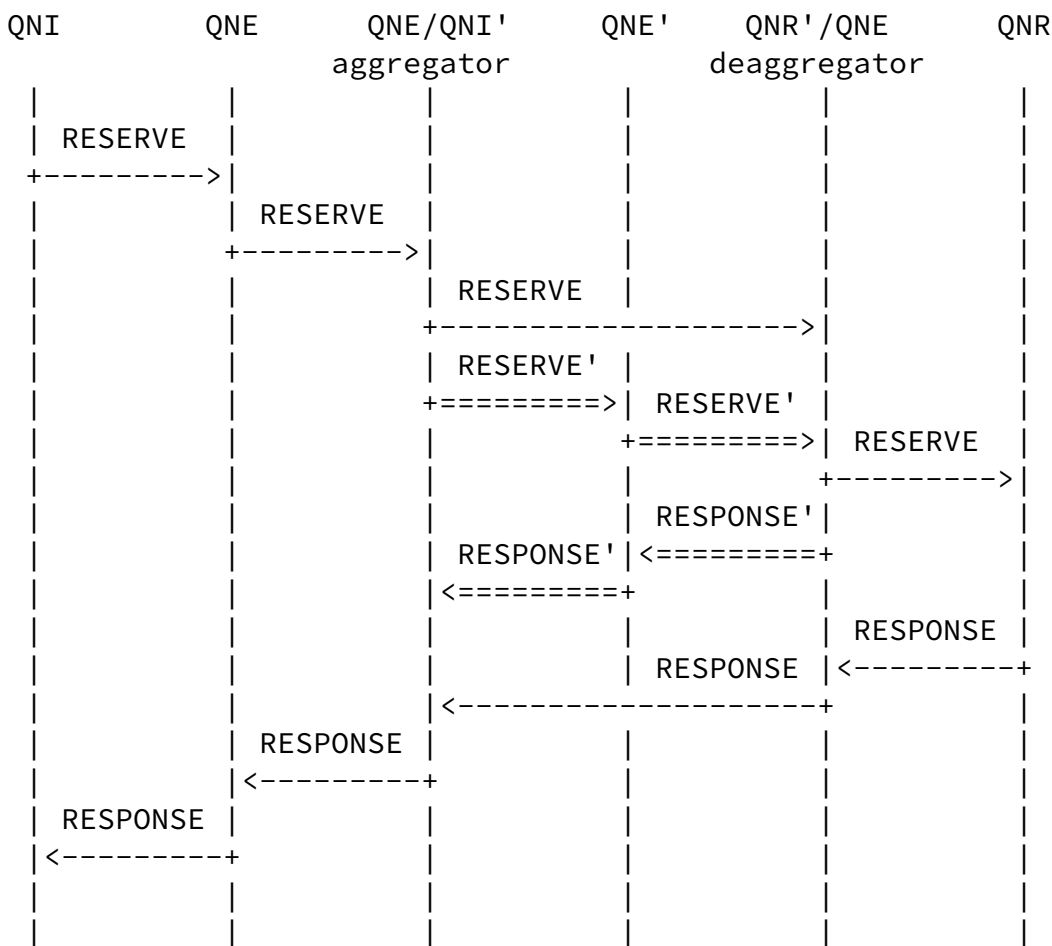 QNI QNE QNE/QNI' QNE' QNR'/QNE QNR
aggregator deaggregator
RESERVE
RESERVE
RESERVE
RESERVE'
RESERVE'
RESERVE
RESPONSE'
RESPONSE'
RESPONSE
RESPONSE
RESPONSE
RESPONSE